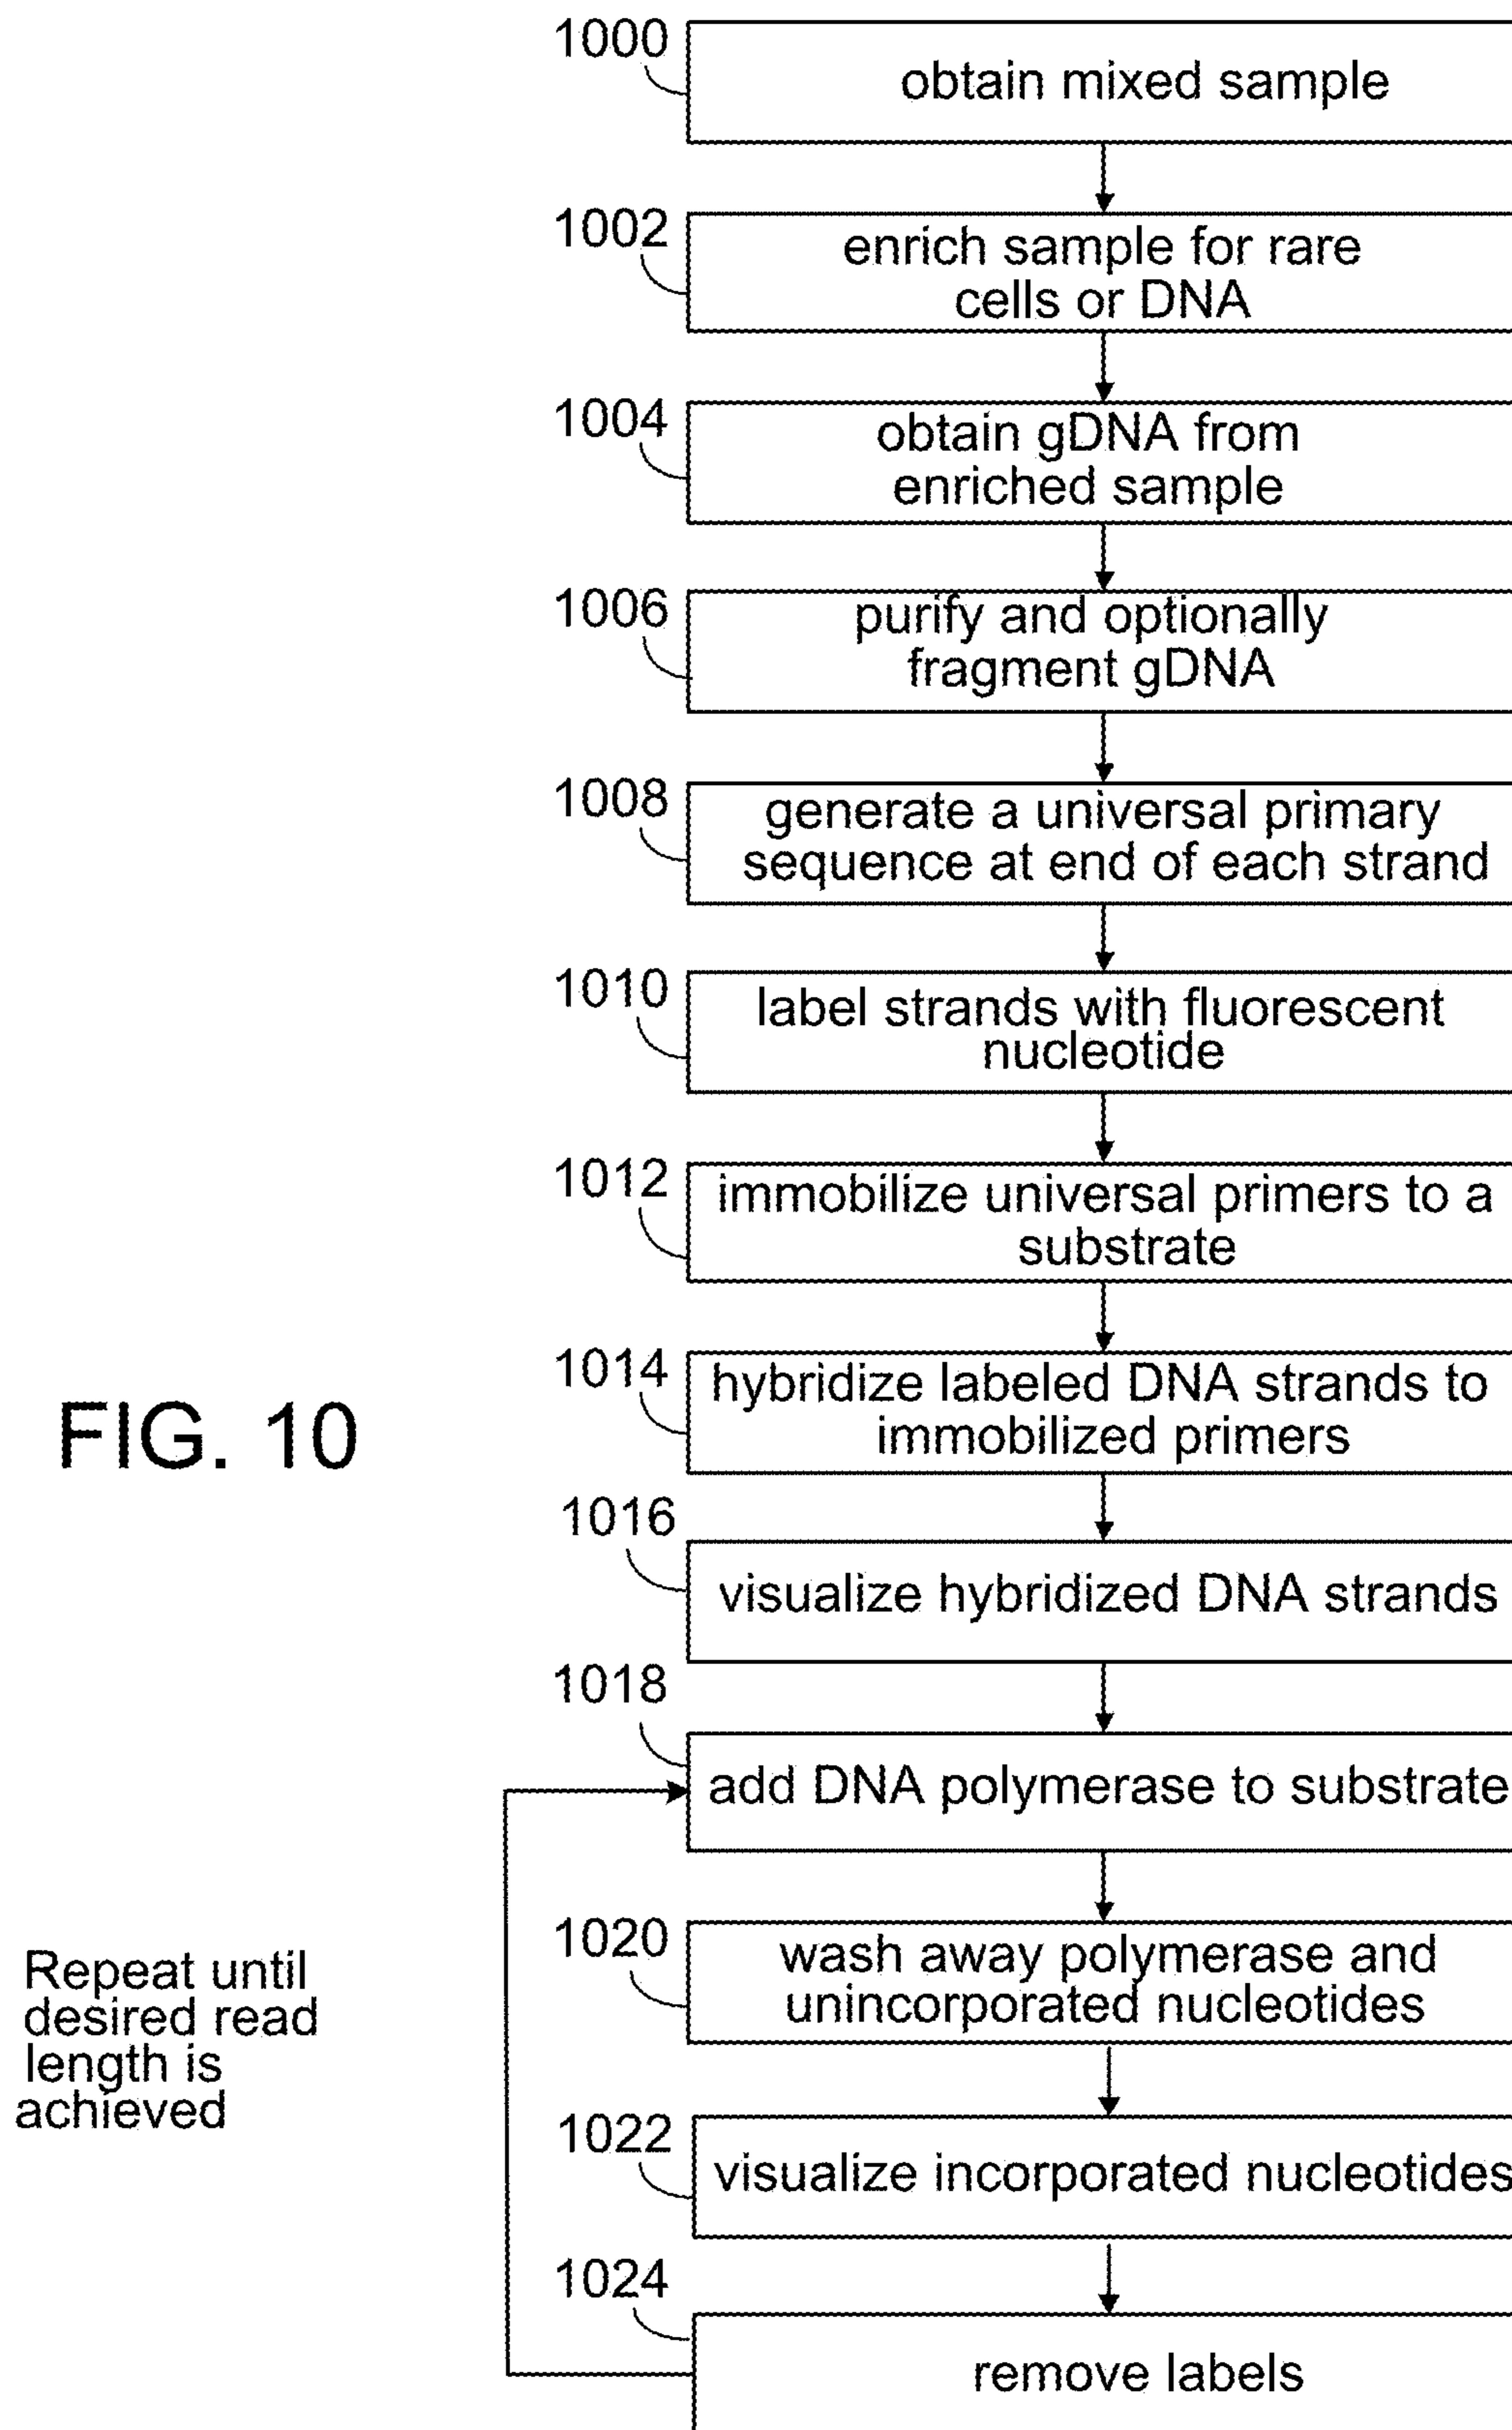 1000
obtain mixed sample
1002
enrich sample for rare
cells or DNA
1004
obtain gDNA from
enriched sample
1006
purify and optionally
fragment gDNA
1008
generate a universal primary
sequence at end of each strand
1010
label strands with fluorescent
nucleotide
1012
immobilize universal primers to a
substrate
1014
hybridize labeled DNA strands to
immobilized primers
FIG. 10
1016
visualize hybridized DNA strands
1018
add DNA polymerase to substrate
1020
wash away polymerase and
unincorporated nucleotides
Repeat until
desired read
length is
achieved
1022
visualize incorporated nucleotides
1024
remove labels